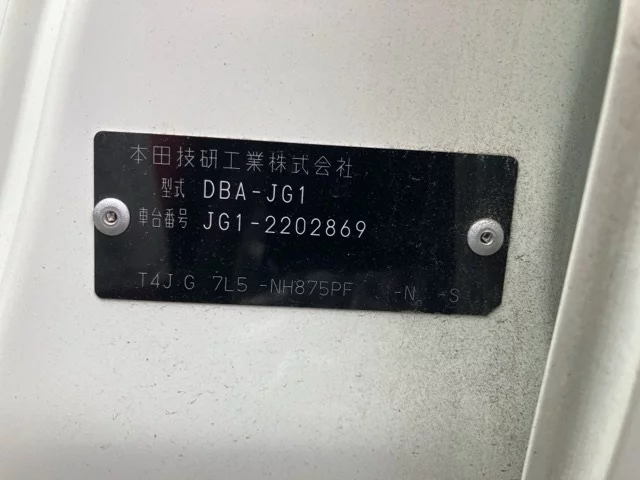 本田技研工業株式会社
型式 DBA-JG1
車台番号 JG1-2202869
T4J G 7L5 -NH875PF -N -S